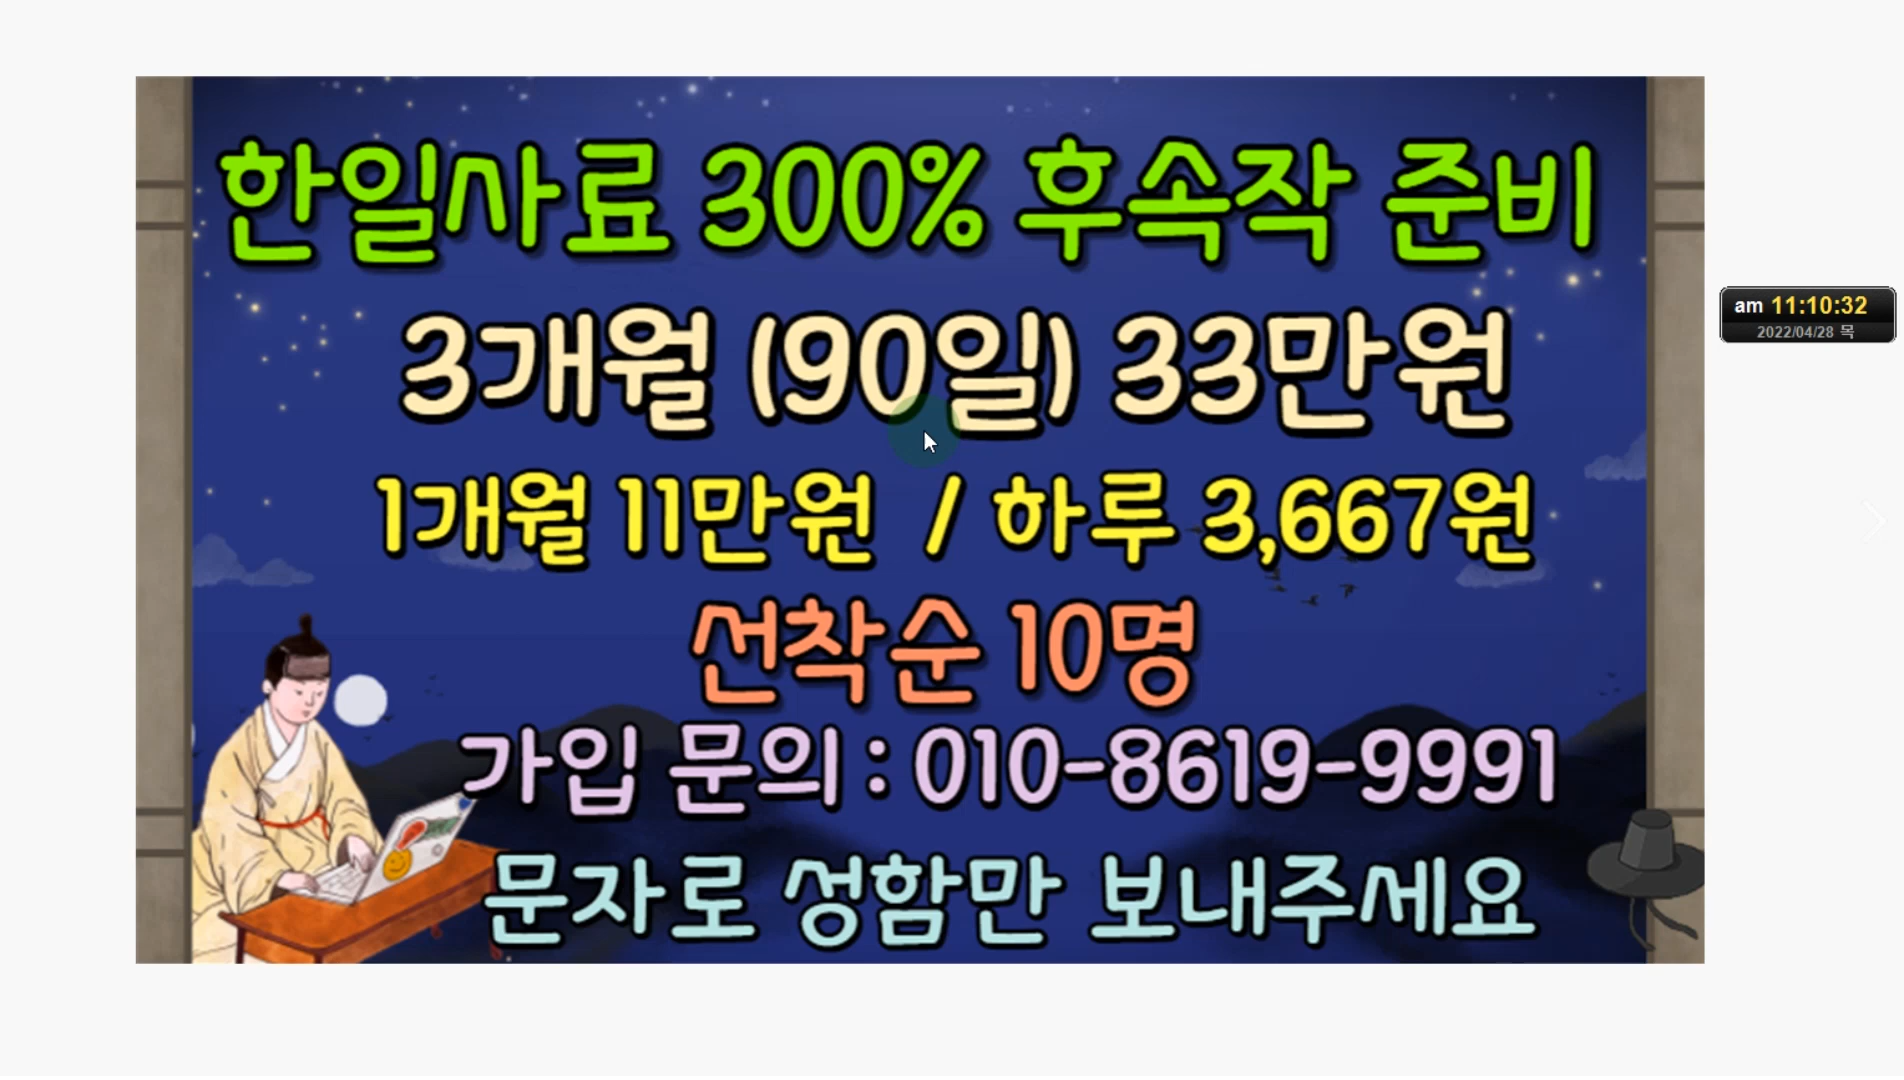 한일사료 300% 후속작 준비
3개월 (90일) 33만원
1개월 11만원 / 하루 3,667원
선착순 10명
가입 문의 : 010-8619-9991
문자로 성함만 보내주세요
am 11:10:32
2022/04/28 목